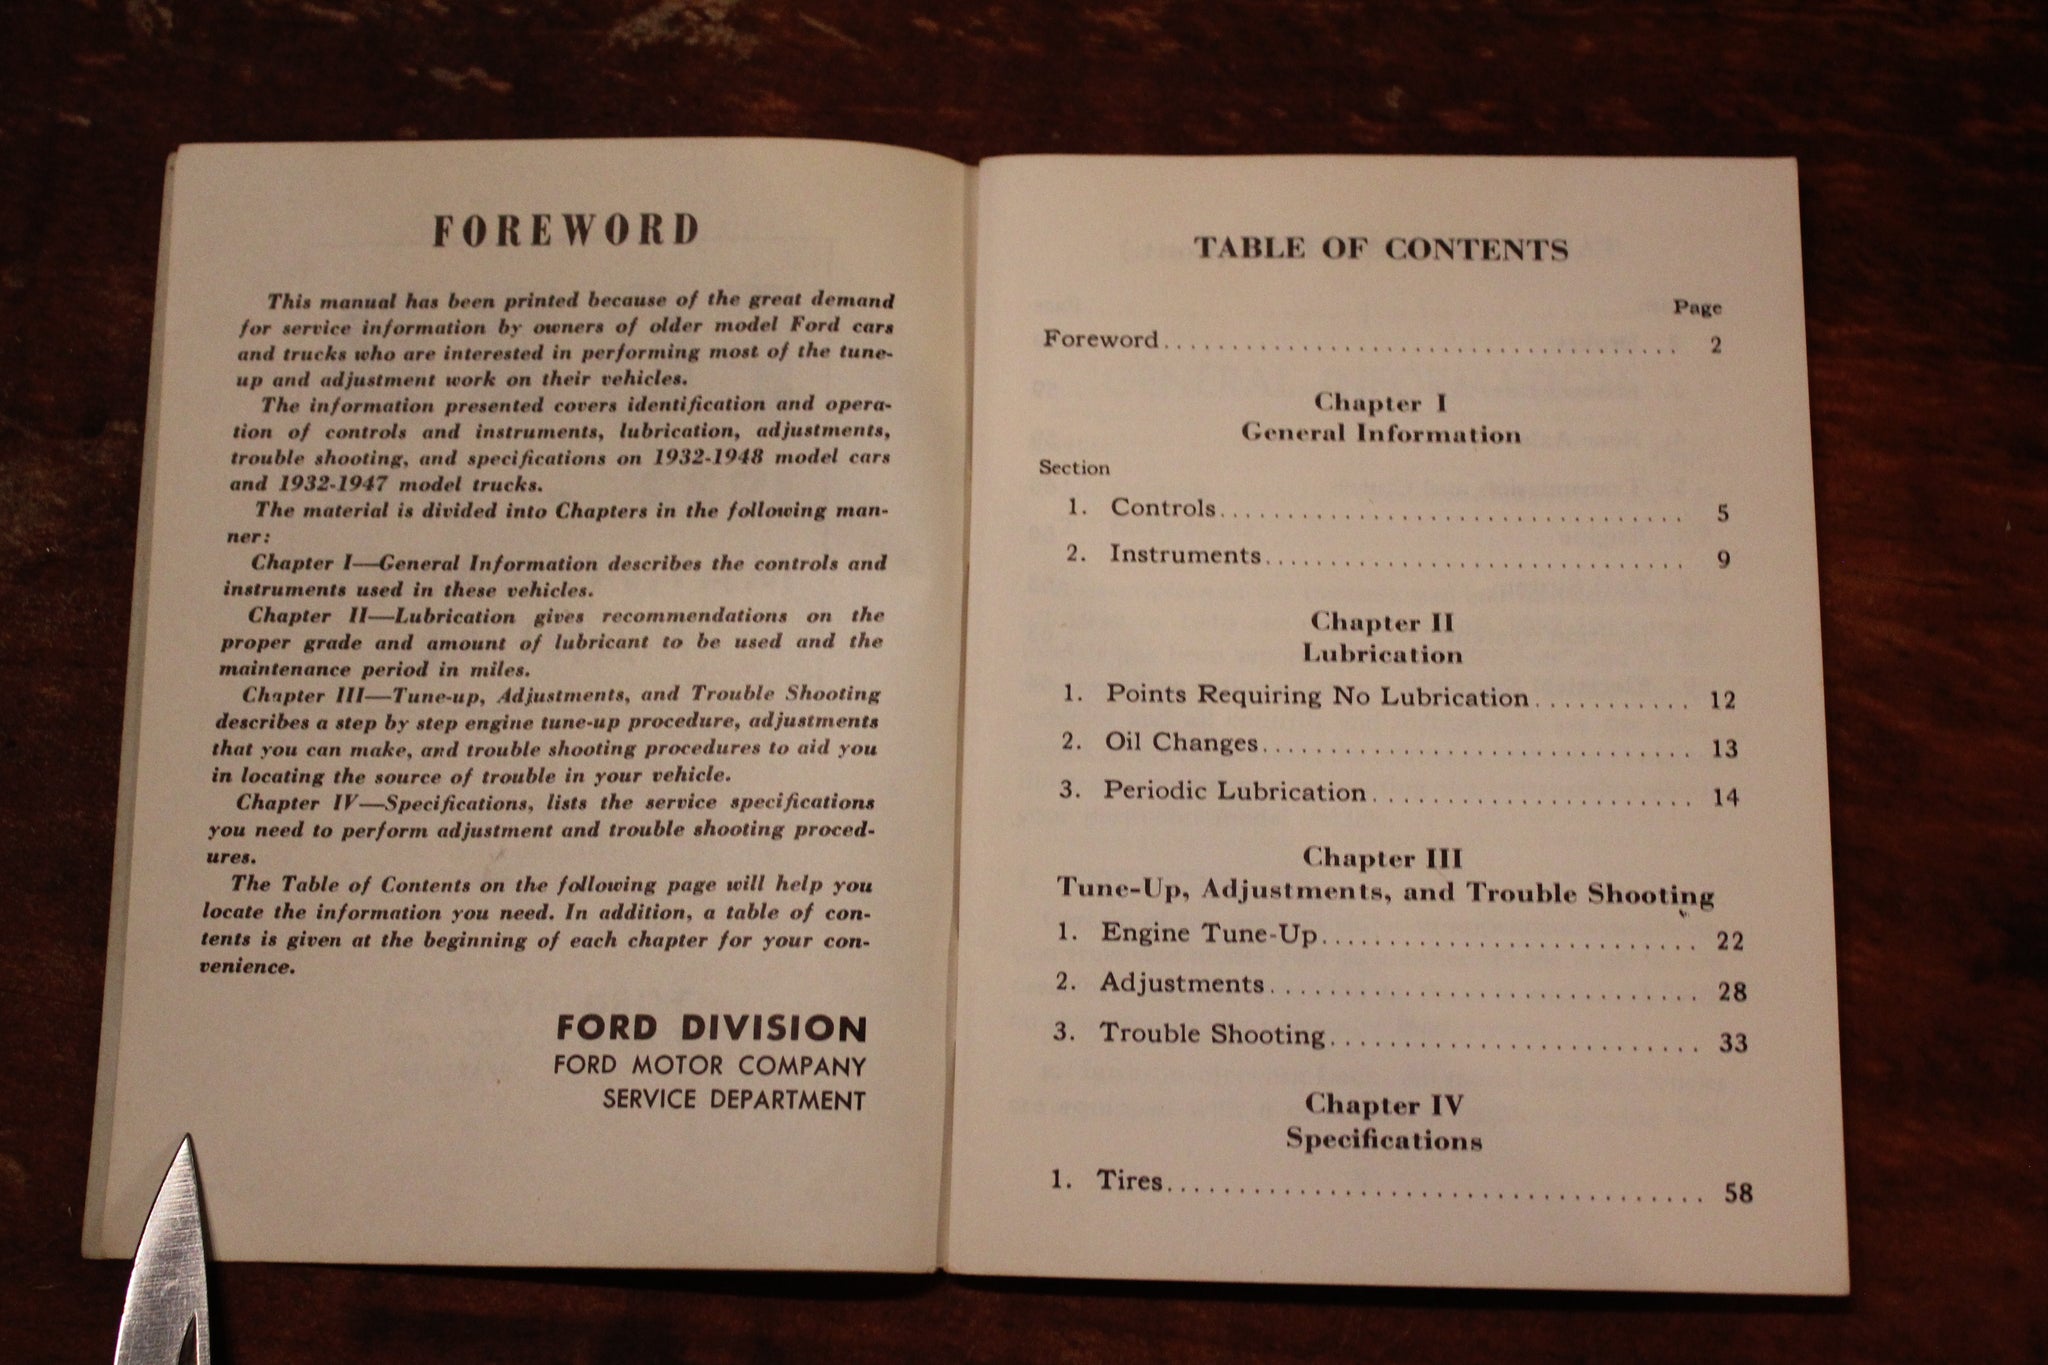 FOREWORD
This manual has been printed because of the great demand
for service information by owners of older model Ford cars
and trucks who are interested in performing most of the tune-
up and adjustment work on their vehicles.
The information presented covers identification and opera-
tion of controls and instruments, lubrication, adjustments,
trouble shooting, and specifications on 1932-1948 model cars
and 1932-1947 model trucks.
The material is divided into Chapters in the following man-
ner:
Chapter I—General Information describes the controls and
instruments used in these vehicles.
Chapter II—Lubrication gives recommendations on the
proper grade and amount of lubricant to be used and the
maintenance period in miles.
Chapter III—Tune-up, Adjustments, and Trouble Shooting
describes a step by step engine tune-up procedure, adjustments
that you can make, and trouble shooting procedures to aid you
in locating the source of trouble in your vehicle.
Chapter IV—Specifications, lists the service specifications
you need to perform adjustment and trouble shooting proced-
ures.
The Table of Contents on the following page will help you
locate the information you need. In addition, a table of con-
tents is given at the beginning of each chapter for your con-
venience.
FORD DIVISION
FORD MOTOR COMPANY
SERVICE DEPARTMENT
TABLE OF CONTENTS
Page
Foreword........................................ 2
Chapter I
General Information
Section
1. Controls.................................... 5
2. Instruments................................ 9
Chapter II
Lubrication
1. Points Requiring No Lubrication............ 12
2. Oil Changes................................ 13
3. Periodic Lubrication........................ 14
Chapter III
Tune-Up, Adjustments, and Trouble Shooting
1. Engine Tune-Up............................ 22
2. Adjustments................................ 28
3. Trouble Shooting............................ 33
Chapter IV
Specifications
1. Tires...................................... 58